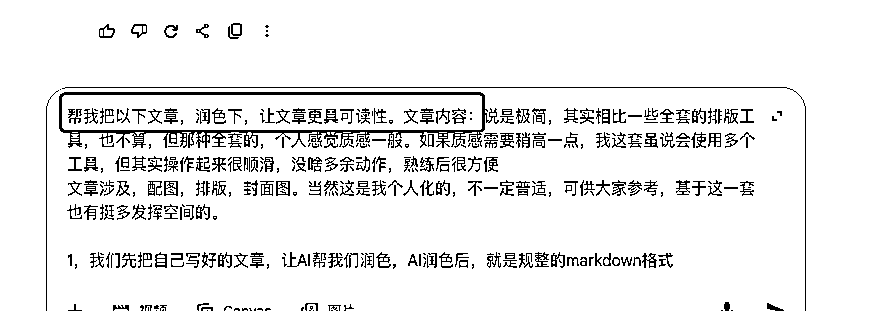 帮我把以下文章，润色下，让文章更具可读性。文章内容：说是极简，其实相比一些全套的排版工
具，也不算，但那种全套的，个人感觉质感一般。如果质感需要稍高一点，我这套虽说会使用多个
工具，但其实操作起来很顺滑，没啥多余动作，熟练后很方便
文章涉及，配图，排版，封面图。当然这是我个人化的，不一定普适，可供大家参考，基于这一套
也有挺多发挥空间的。
1，我们先把自己写好的文章，让AI帮我们润色，AI润色后，就是规整的markdown格式
视频 Canvas 图片